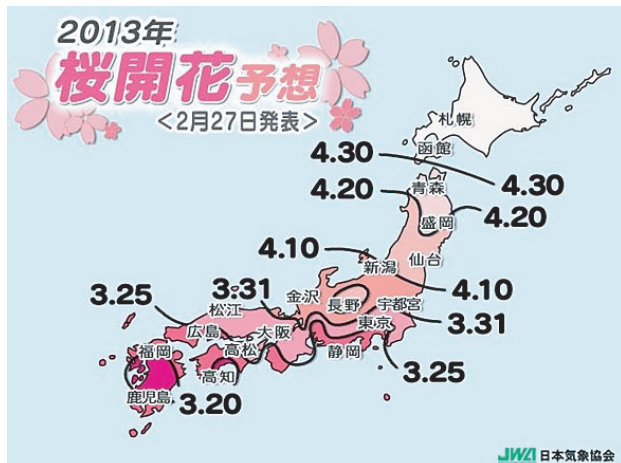 2013年
桜開花予想
<2月27日発表>
札幌
函館
4.30
4.30
青森
4.20
4.20
盛岡
4.10
仙台
新潟
4.10
3.25
3.31
金沢
長野
宇都宮
3.31
松江
東京
広島
大阪
静岡
3.25
福岡
高松
高知
3.20
鹿児島
JWA 日本気象協会